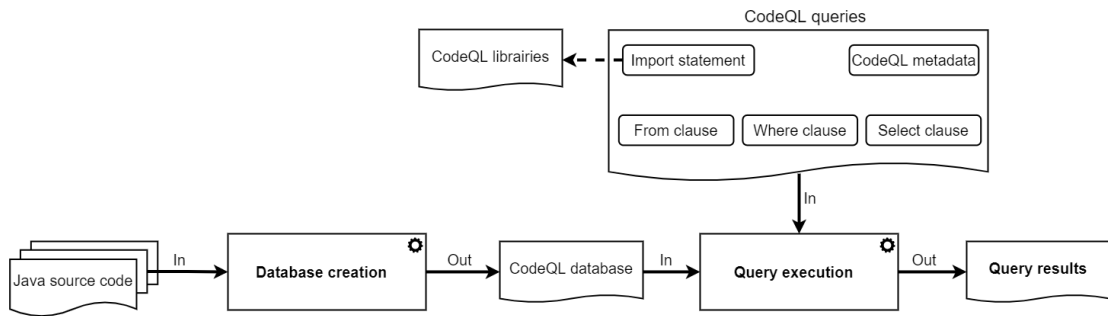 CodeQL queries
CodeQL librairies
Import statement
CodeQL metadata
From clause
Where clause
Select clause
In
Java source code
In
Database creation
Out
CodeQL database
In
Query execution
Out
Query results